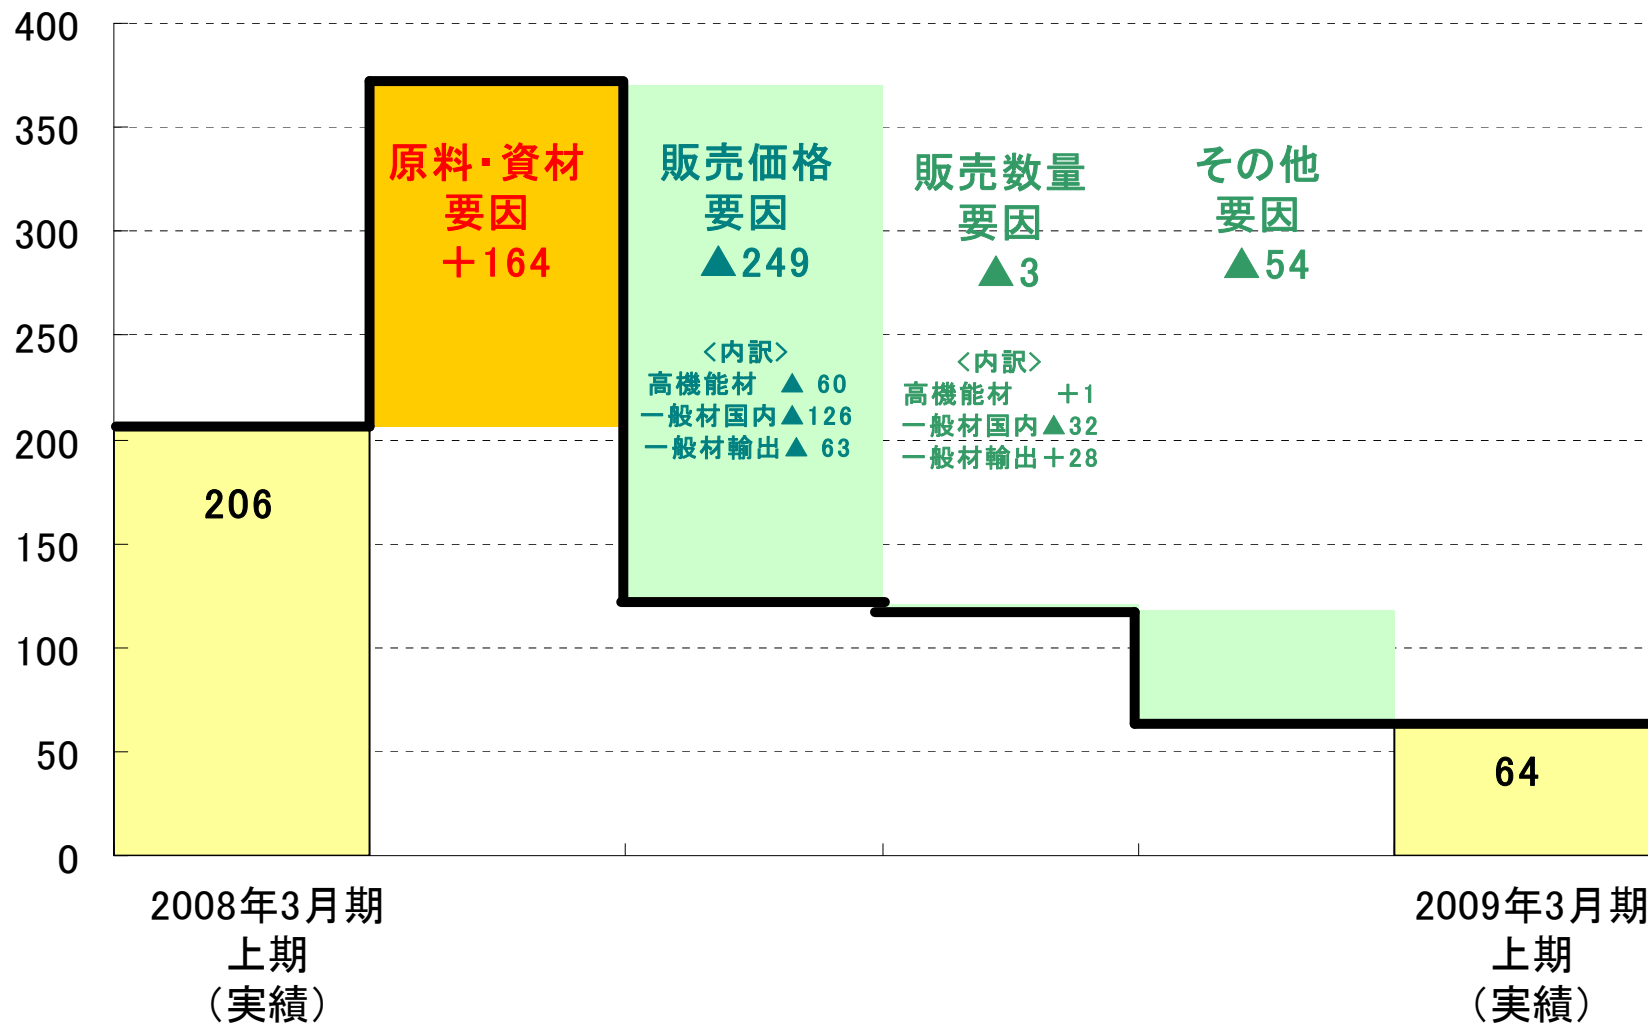 400
350
300
250
200
150
100
50
0
原料・資材
要因
＋164
販売価格
要因
▲249
<内訳>
高機能材 ▲ 60
一般材国内▲126
一般材輸出▲ 63
販売数量
要因
▲3
<内訳>
高機能材 ＋1
一般材国内▲32
一般材輸出＋28
その他
要因
▲54
206
64
2008年3月期
上期
（実績）
2009年3月期
上期
（実績）